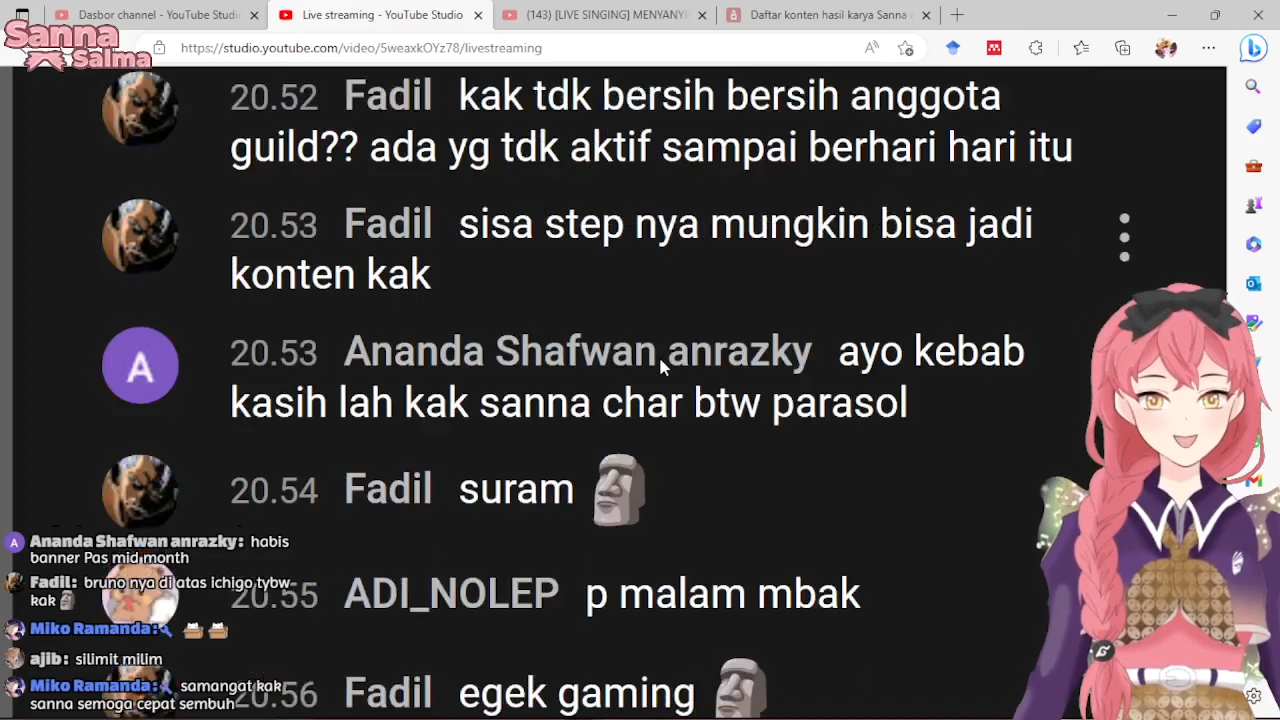 Dasbor channel - YouTube Studi
Live streaming - YouTube Studio
(143) [LIVE SINGING] MENYANYI
Daftar konten hasil karya Sanna
Sanna
Salma
https://studio.youtube.com/video/5weaxkOYz78/livestreaming
20.52 Fadil kak tdk bersih bersih anggota
guild?? ada yg tdk aktif sampai berhari hari itu
20.53 Fadil sisa step nya mungkin bisa jadi
konten kak
A
20.53 Ananda Shafwan anrazky ayo kebab
kasih lah kak sanna char btw parasol
20.54 Fadil suram 🗿
20.55 ADI_NOLEP p malam mbak
20.56 Fadil egek gaming 🗿
Ananda Shafwan anrazky: habis
banner Pas mid month
Fadil: bruno nya di atas ichigo tybw
kak 🗿
Miko Ramanda:
ajib: silimit milim
Miko Ramanda: samangat kak
sanna semoga cepat sembuh